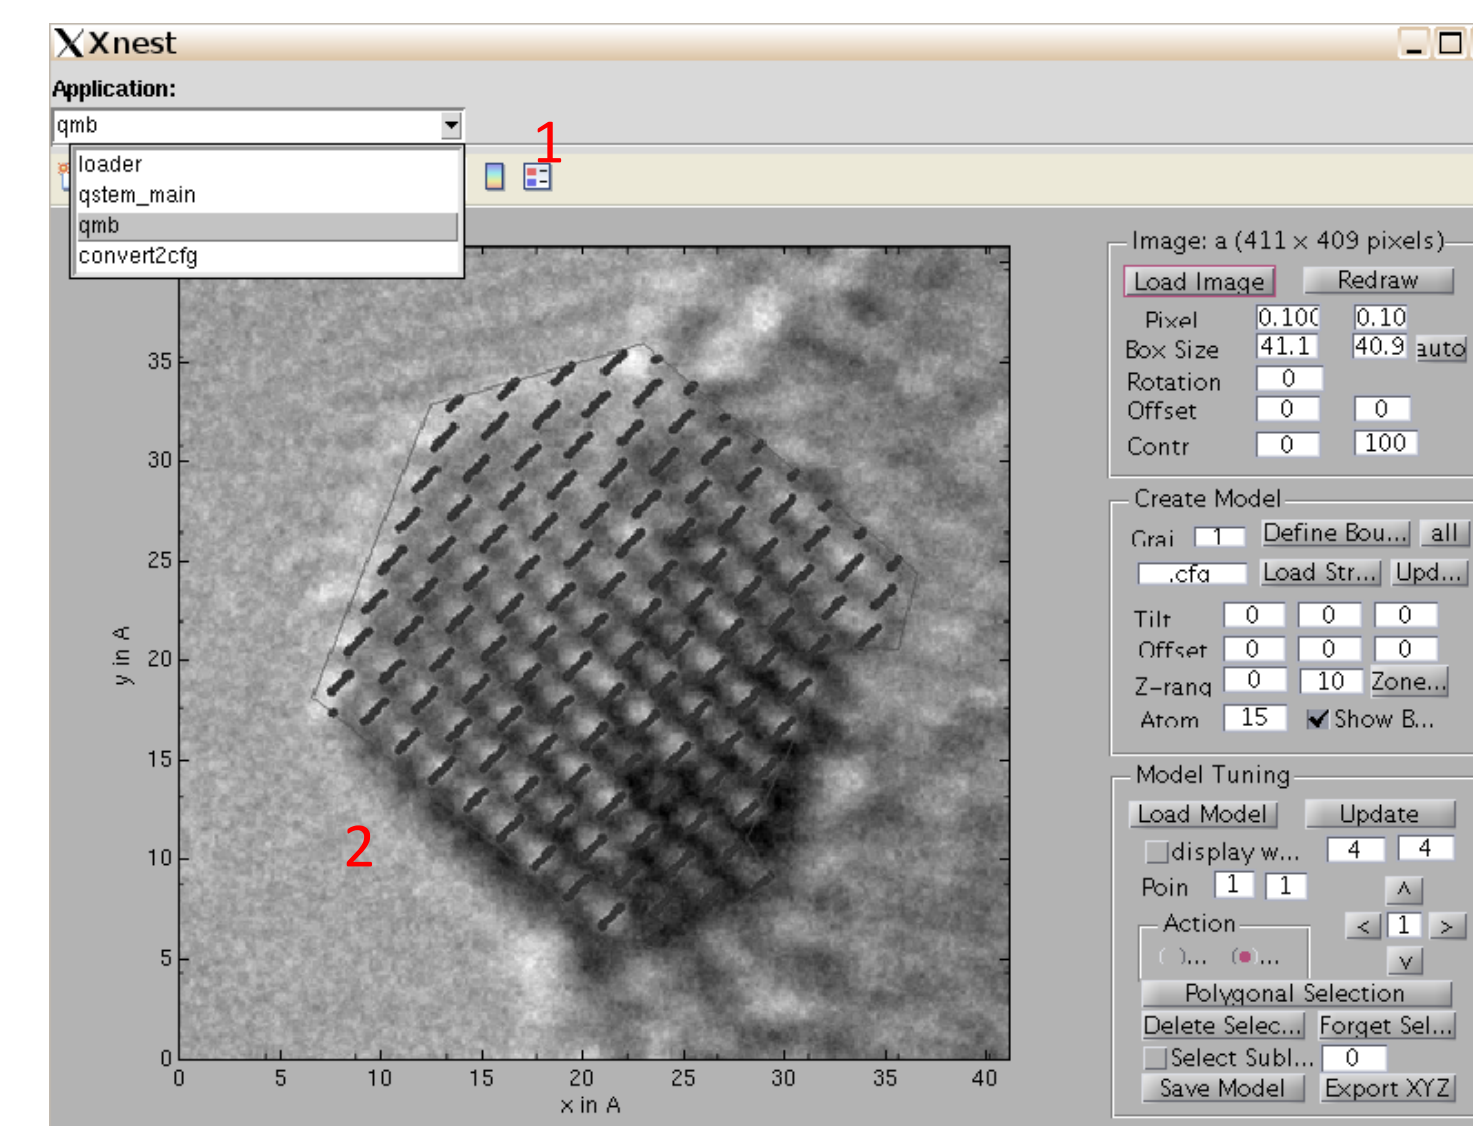 Xnest
Application:
qmb
1
loader
qstem_main
qmb
convert2cfg
Image: a (411 × 409 pixels)
Load Image Redraw
Pixel 0.100 0.10
Box Size 41.1 40.9 auto
Rotation 0
Offset 0 0
Contr 0 100
Create Model
Grai 1 Define Bou... all
.cfg Load Str... Upd...
Tilt 0 0 0
Offset 0 0 0
Z-rang 0 10 Zone...
Atom 15 Show B...
Model Tuning
Load Model Update
display w... 4 4
Poin 1 1 ^
Action < 1 >
... ... v
Polygonal Selection
Delete Selec... Forget Sel...
Select Subl... 0
Save Model Export XYZ
y in A
35
30
25
20
15
10
5
0
2
0 5 10 15 20 25 30 35 40
x in A